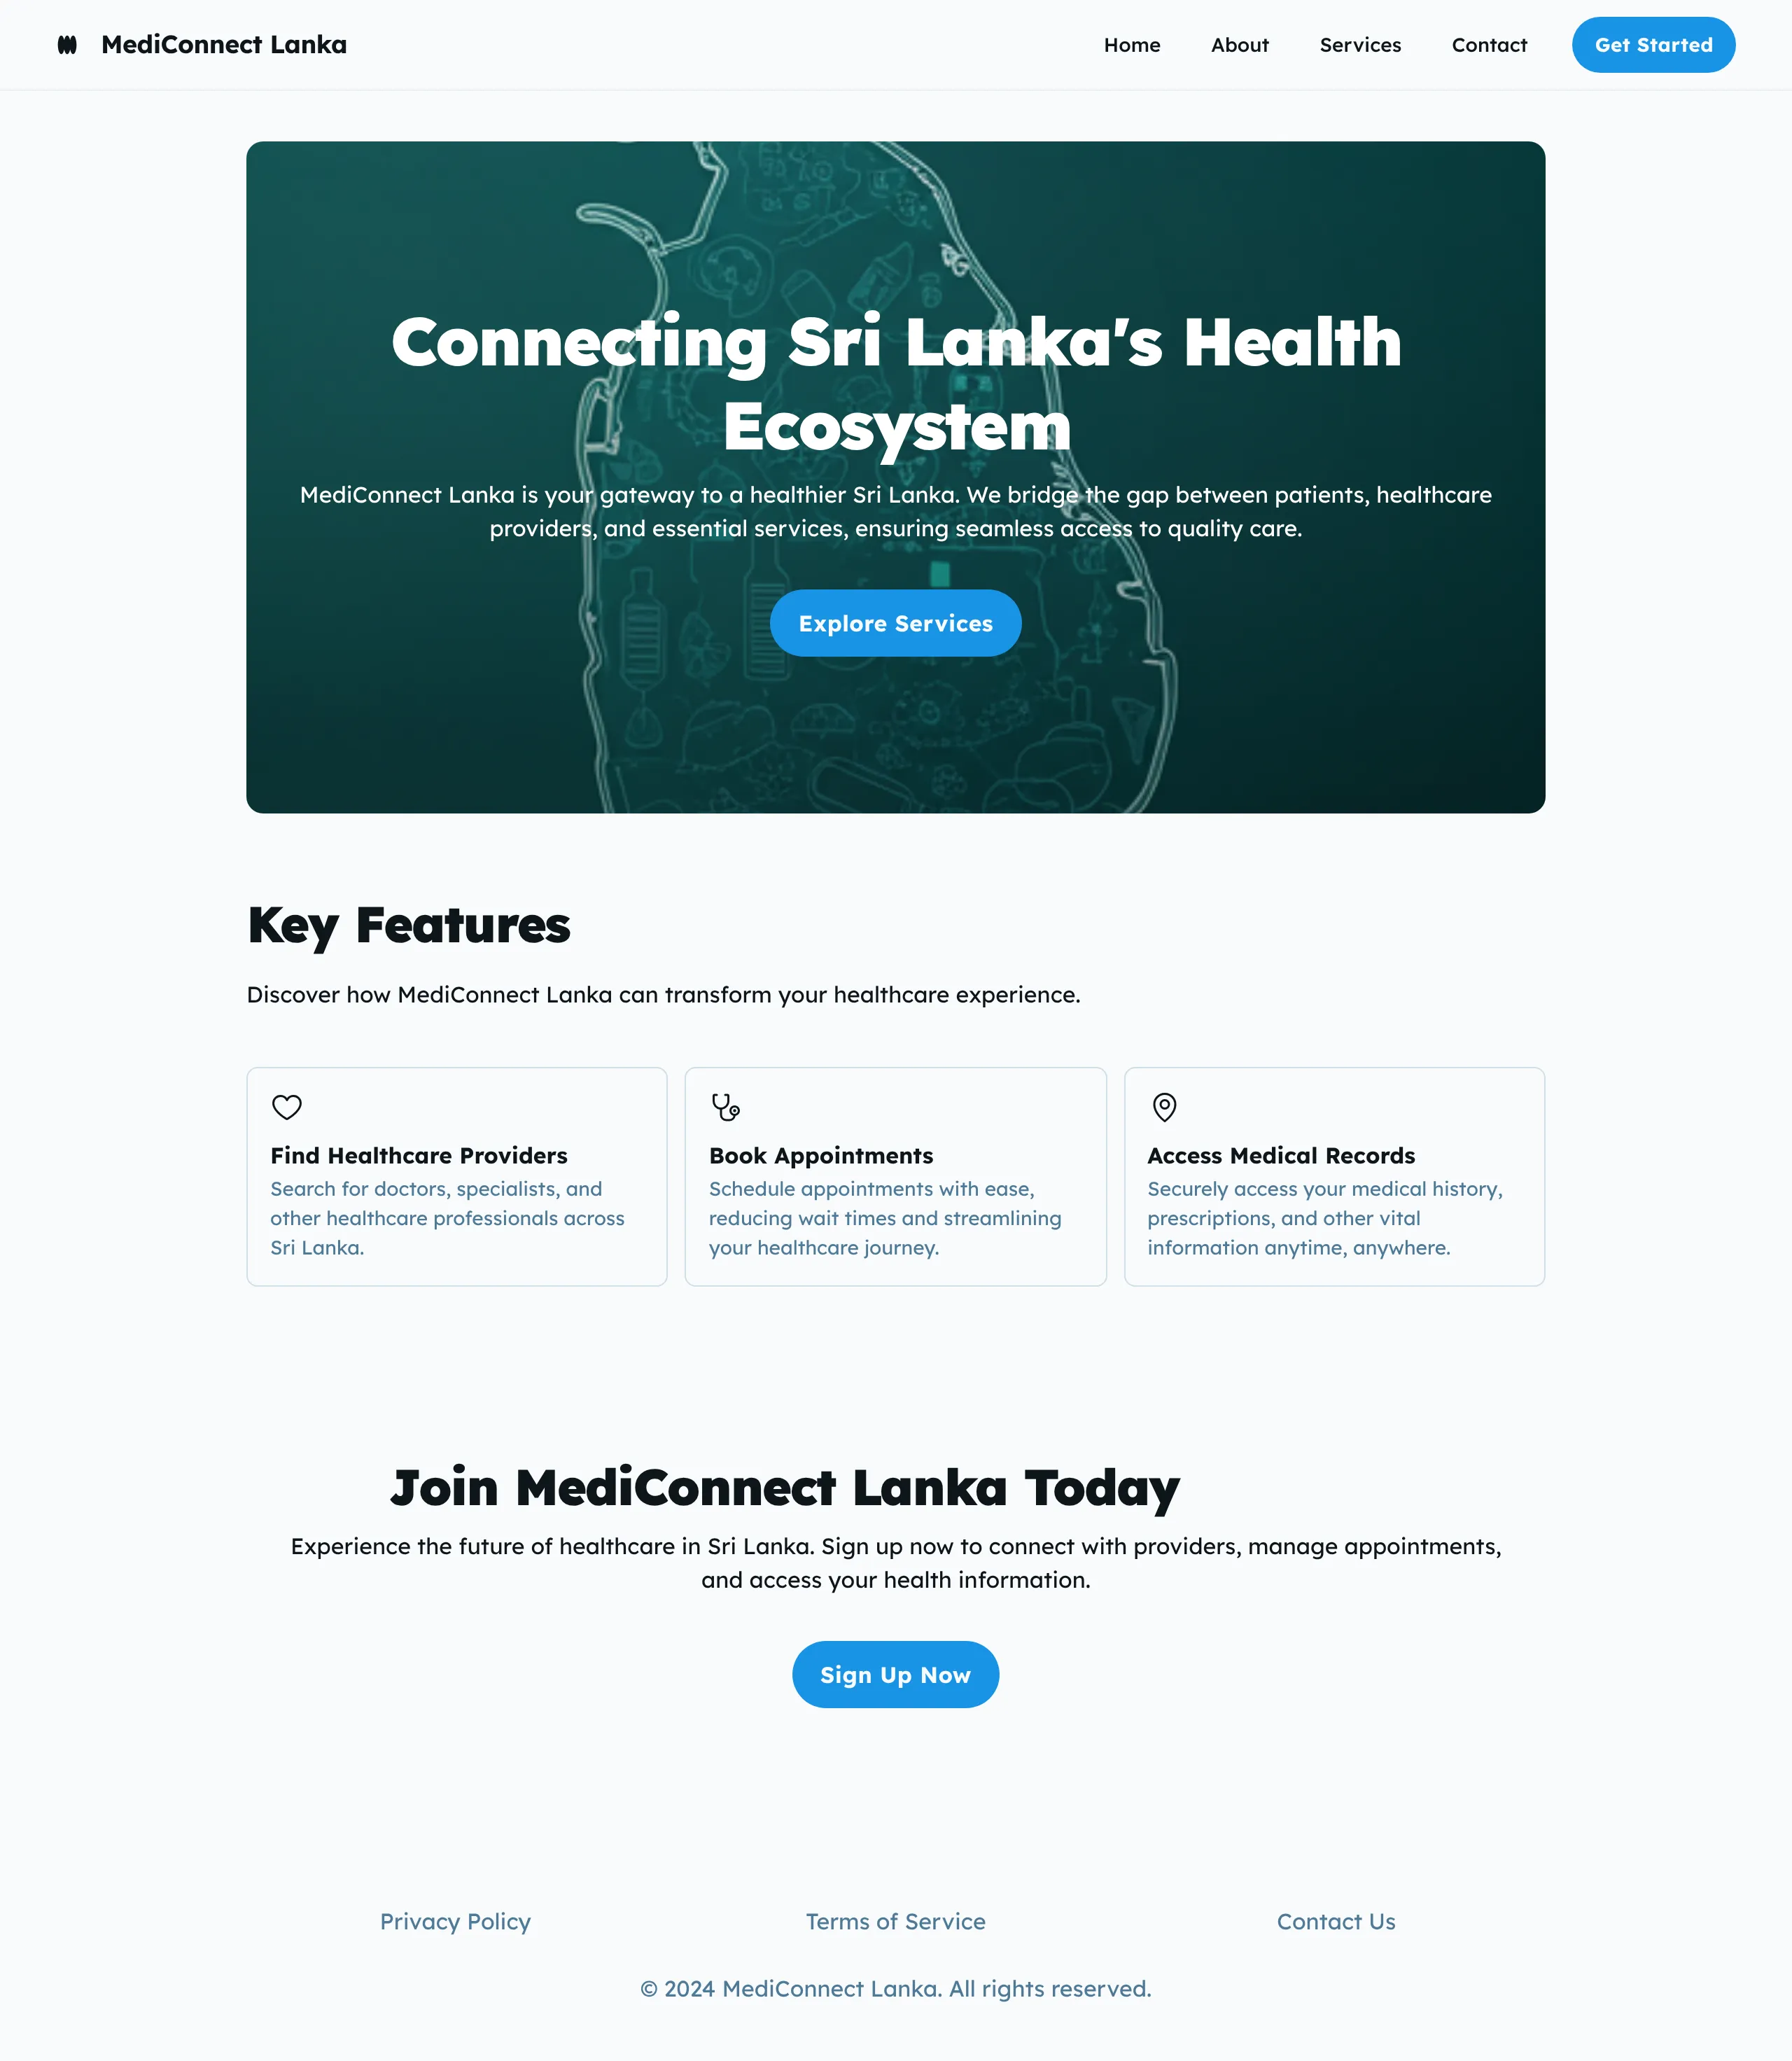 MediConnect Lanka
Home
About
Services
Contact
Get Started
Connecting Sri Lanka's Health
Ecosystem
MediConnect Lanka is your gateway to a healthier Sri Lanka. We bridge the gap between patients, healthcare
providers, and essential services, ensuring seamless access to quality care.
Explore Services
Key Features
Discover how MediConnect Lanka can transform your healthcare experience.
Find Healthcare Providers
Search for doctors, specialists, and
other healthcare professionals across
Sri Lanka.
Book Appointments
Schedule appointments with ease,
reducing wait times and streamlining
your healthcare journey.
Access Medical Records
Securely access your medical history,
prescriptions, and other vital
information anytime, anywhere.
Join MediConnect Lanka Today
Experience the future of healthcare in Sri Lanka. Sign up now to connect with providers, manage appointments,
and access your health information.
Sign Up Now
Privacy Policy
Terms of Service
Contact Us
© 2024 MediConnect Lanka. All rights reserved.